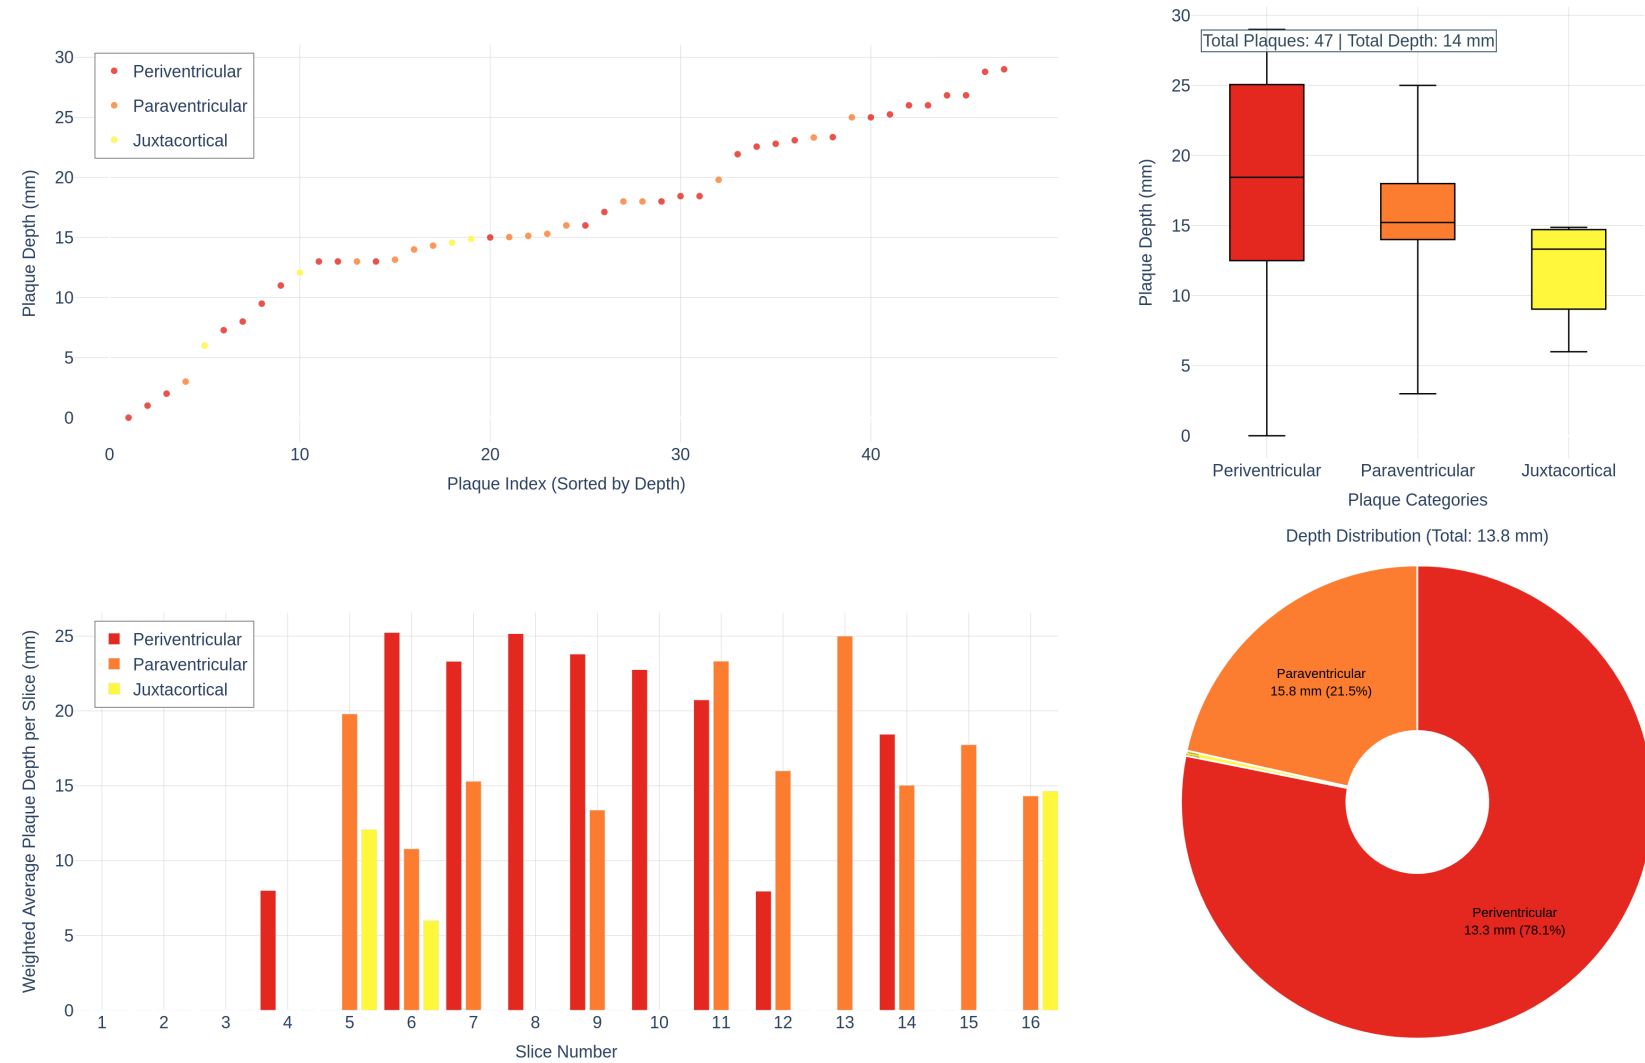 30
25
20
15
10
5
0
Plaque Depth (mm)
Periventricular
Paraventricular
Juxtacortical
0 10 20 30 40
Plaque Index (Sorted by Depth)
30
25
20
15
10
5
0
Plaque Depth (mm)
Total Plaques: 47 | Total Depth: 14 mm
Periventricular Paraventricular Juxtacortical
Plaque Categories
25
20
15
10
5
0
Weighted Average Plaque Depth per Slice (mm)
Periventricular
Paraventricular
Juxtacortical
1 2 3 4 5 6 7 8 9 10 11 12 13 14 15 16
Slice Number
Depth Distribution (Total: 13.8 mm)
Paraventricular
15.8 mm (21.5%)
Periventricular
13.3 mm (78.1%)